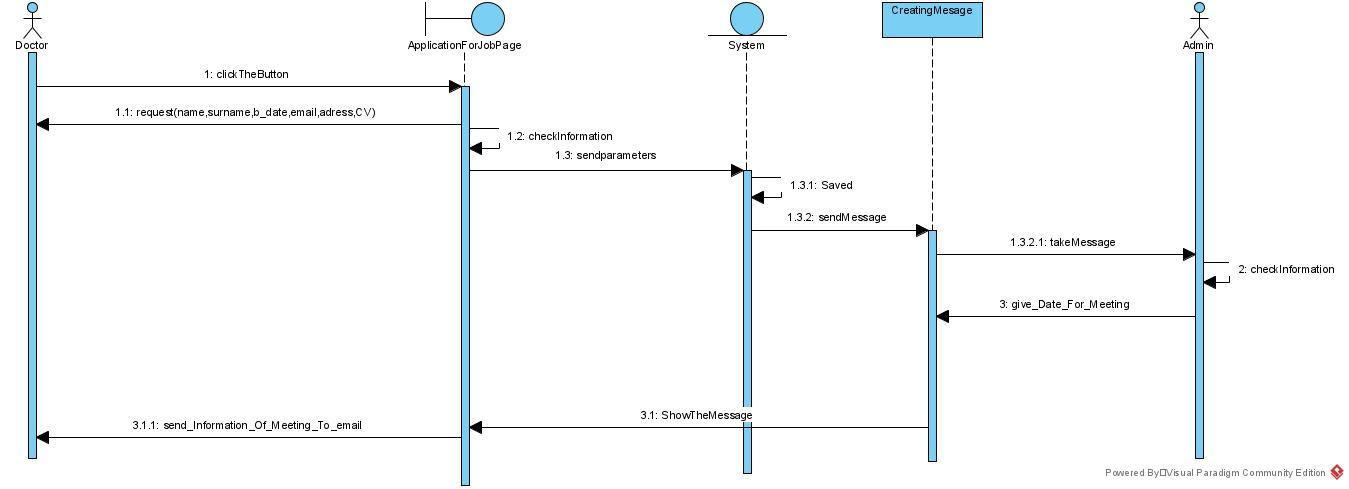 Doctor
ApplicationForJobPage
System
CreatingMesage
Admin
1: clickTheButton
1.1: request(name,surname,b_date,email,adress,CV)
1.2: checkInformation
1.3: sendparameters
1.3.1: Saved
1.3.2: sendMessage
1.3.2.1: takeMessage
2: checkInformation
3: give_Date_For_Meeting
3.1: ShowTheMessage
3.1.1: send_Information_Of_Meeting_To_email
Powered By Visual Paradigm Community Edition